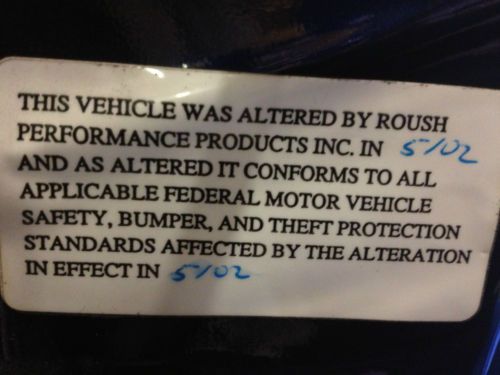 THIS VEHICLE WAS ALTERED BY ROUSH
PERFORMANCE PRODUCTS INC. IN 5/02
AND AS ALTERED IT CONFORMS TO ALL
APPLICABLE FEDERAL MOTOR VEHICLE
SAFETY, BUMPER, AND THEFT PROTECTION
STANDARDS AFFECTED BY THE ALTERATION
IN EFFECT IN 5/02